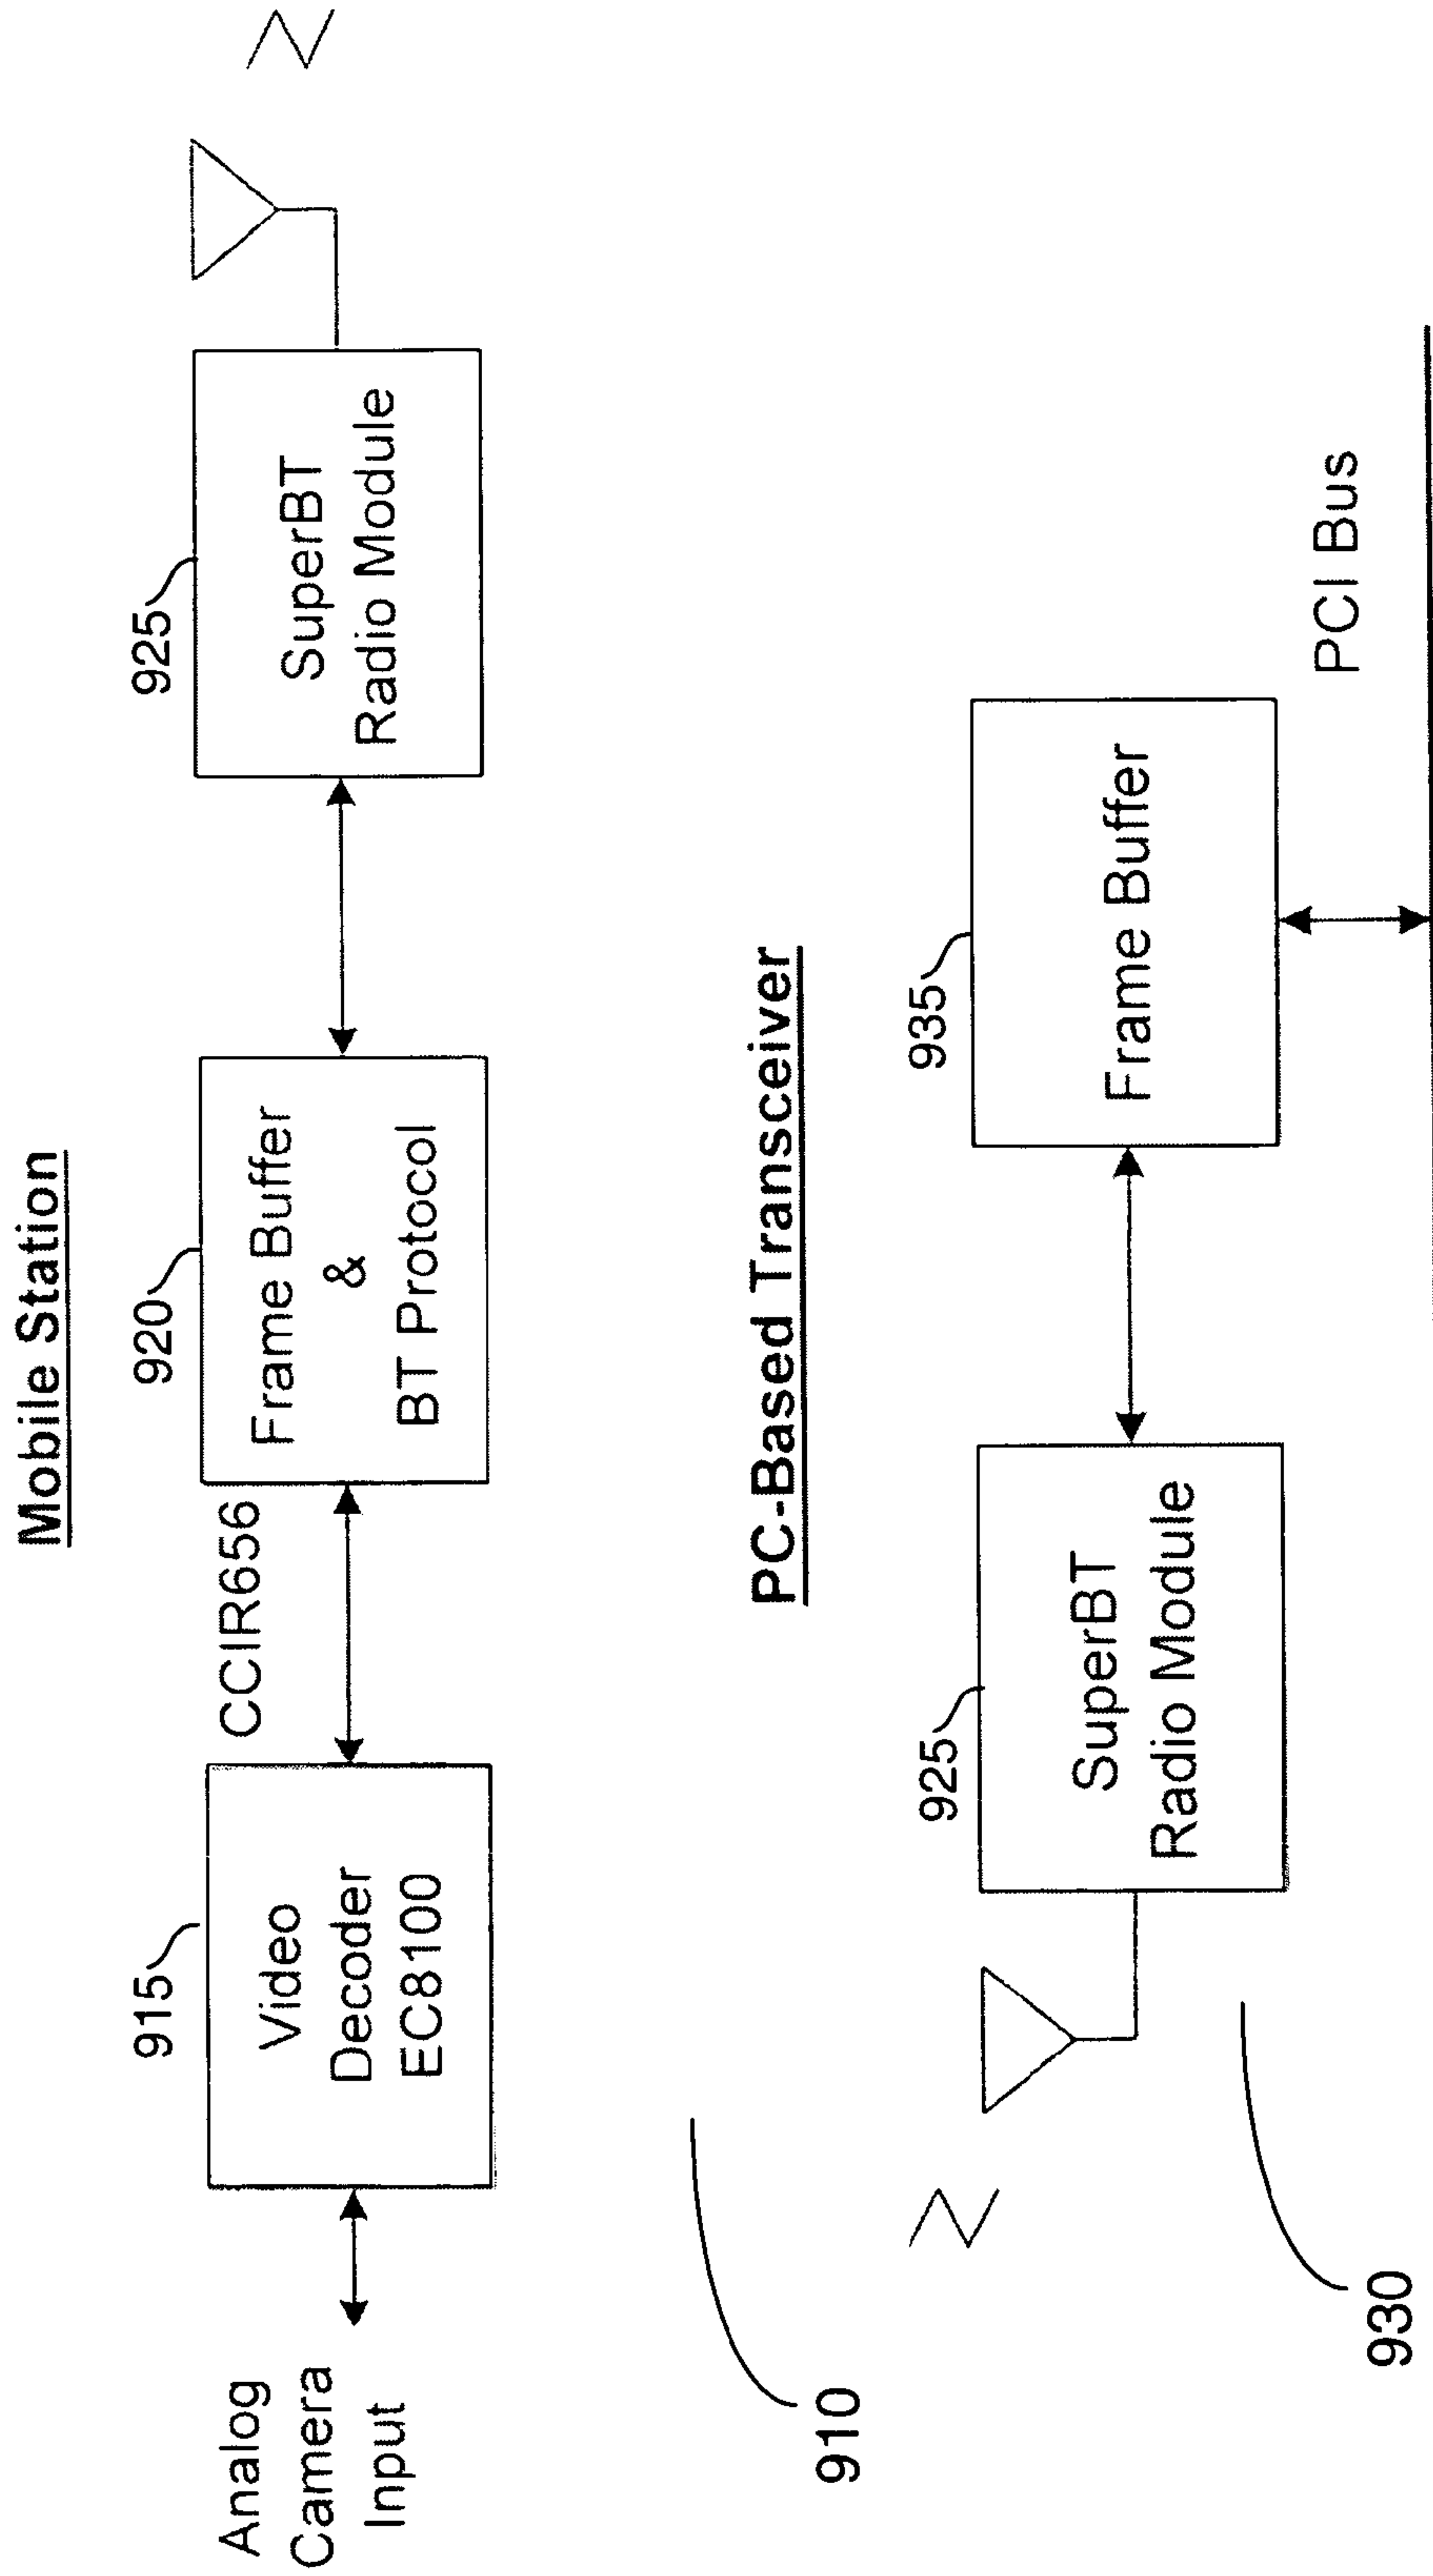 Mobile Station
Analog
Camera
Input
915
Video
Decoder
EC8100
CCIR656
920
Frame Buffer
&
BT Protocol
925
SuperBT
Radio Module
910
PC-Based Transceiver
925
SuperBT
Radio Module
935
Frame Buffer
PCI Bus
930